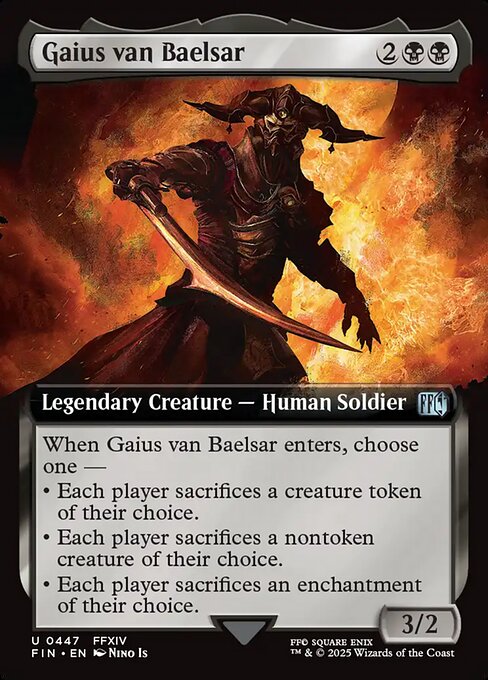 Gaius van Baelsar 2
Legendary Creature — Human Soldier
When Gaius van Baelsar enters, choose
one —
• Each player sacrifices a creature token
of their choice.
• Each player sacrifices a nontoken
creature of their choice.
• Each player sacrifices an enchantment
of their choice.
3/2
U 0447 FFXIV
FIN • EN Nino Is
FF© SQUARE ENIX
™ & © 2025 Wizards of the Coast